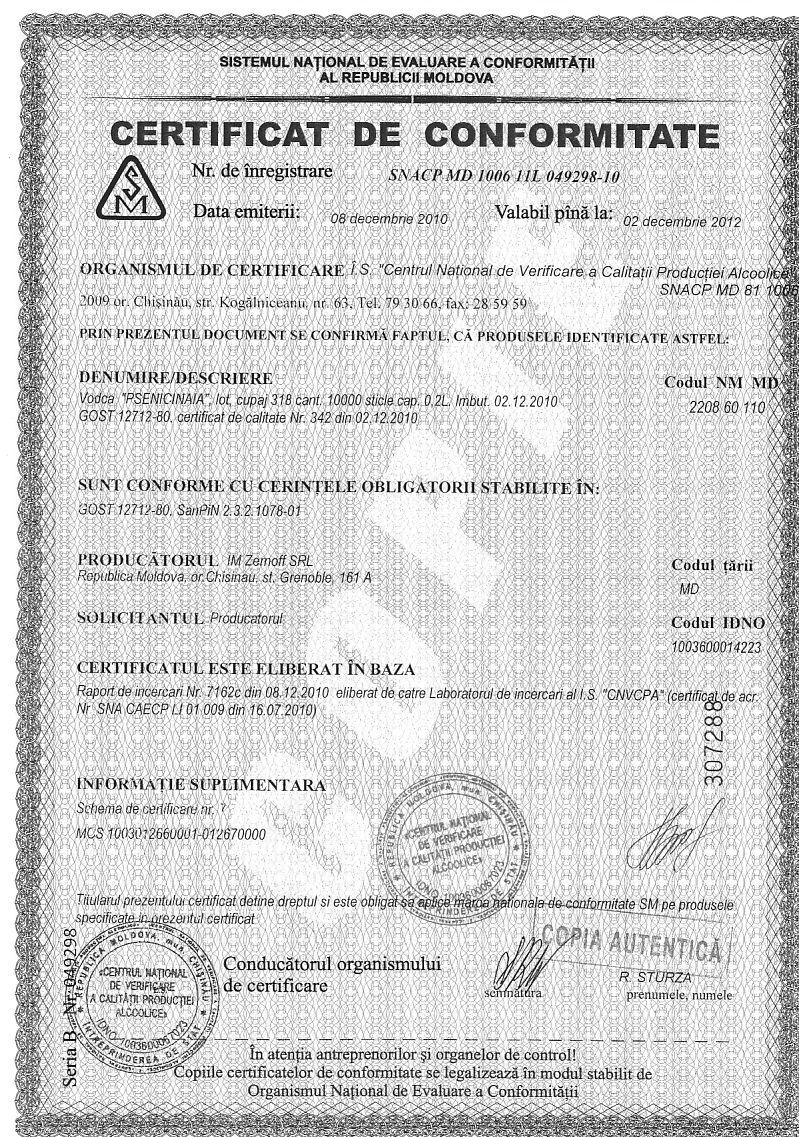 SISTEMUL NAȚIONAL DE EVALUARE A CONFORMITĂȚII
AL REPUBLICII MOLDOVA
CERTIFICAT DE CONFORMITATE
SM
Nr. de înregistrare SNACP MD 1006 11L 049298-10
Data emiterii: 08 decembrie 2010 Valabil pînă la: 02 decembrie 2012
ORGANISMUL DE CERTIFICARE Î.S. "Centrul National de Verificare a Calitații Producției Alcoolice
SNACP MD 81 1006
2009 or. Chișinău, str. Kogălniceanu, nr. 63, Tel. 79 30 66, fax: 28 59 59
PRIN PREZENTUL DOCUMENT SE CONFIRMĂ FAPTUL, CĂ PRODUSELE IDENTIFICATE ASTFEL:
DENUMIRE/DESCRIERE Codul NM MD
Vodca "PSENICINAIA", lot, cupaj 318 cant. 10000 sticle cap. 0,2L. Imbut. 02.12.2010
2208 60 110
GOST 12712-80, certificat de calitate Nr. 342 din 02.12.2010
SUNT CONFORME CU CERINȚELE OBLIGATORII STABILITE ÎN:
GOST 12712-80, SanPiN 2.3.2.1078-01
PRODUCĂTORUL IM Zernoff SRL
Codul țării
Republica Moldova, or.Chisinau, st. Grenoble, 161 A
MD
SOLICITANTUL Producatorul
Codul IDNO
1003600014223
CERTIFICATUL ESTE ELIBERAT ÎN BAZA
Raport de incercari Nr. 7162c din 08.12.2010 eliberat de catre Laboratorul de incercari al I.S. "CNVCPA" (certificat de acr.
Nr SNA CAECP LI 01 009 din 16.07.2010)
307288
INFORMAȚIE SUPLIMENTARA
Schema de certificare nr. 7
MCS 1003012660001-012670000
REPUBLICA MOLDOVA, mun. CHIȘINĂU
«CENTRUL NAȚIONAL
DE VERIFICARE
A CALITĂȚII PRODUCȚIEI
ALCOOLICE»
IDNO 1003600067023
ÎNTREPRINDEREA DE STAT
Titularul prezentului certificat detine dreptul si este obligat sa aplice marca nationala de conformitate SM pe produsele
specificate in prezentul certificat
COPIA AUTENTICĂ
REPUBLICA MOLDOVA, mun. CHIȘINĂU
«CENTRUL NAȚIONAL
DE VERIFICARE
A CALITĂȚII PRODUCȚIEI
ALCOOLICE»
IDNO 1003600067023
ÎNTREPRINDEREA DE STAT
Conducătorul organismului
de certificare
R. STURZA
semnătura prenumele, numele
Seria B Nr. 049298
În atenția antreprenorilor și organelor de control!
Copiile certificatelor de conformitate se legalizează în modul stabilit de
Organismul Național de Evaluare a Conformității
COPIE